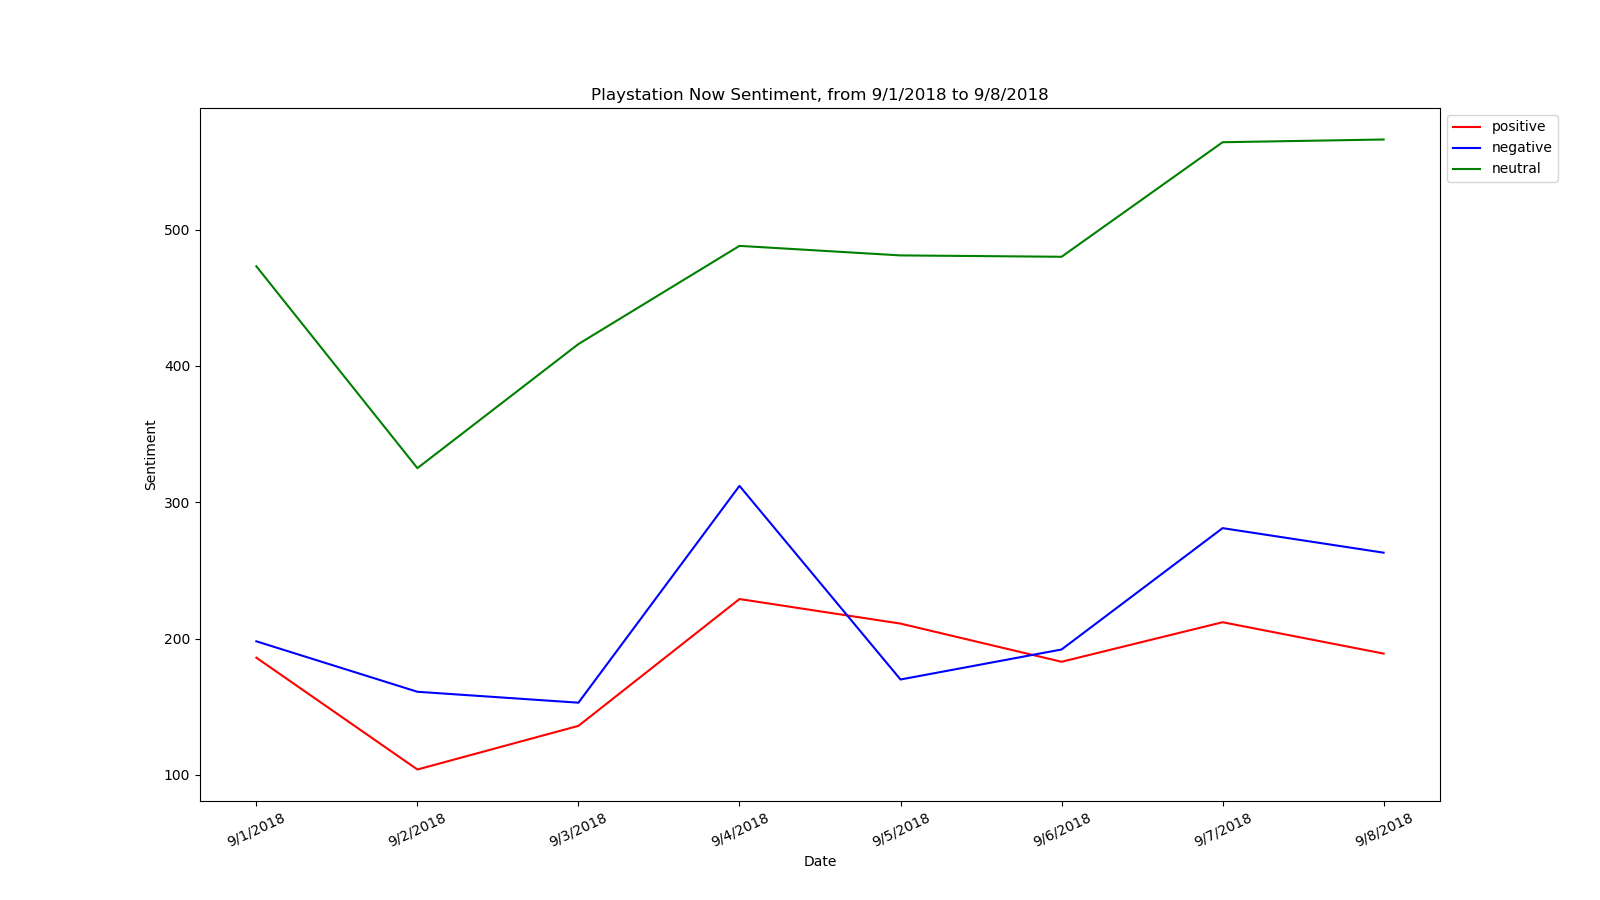 Playstation Now Sentiment, from 9/1/2018 to 9/8/2018
positive
negative
neutral
500
400
300
200
100
Sentiment
9/1/2018
9/2/2018
9/3/2018
9/4/2018
9/5/2018
9/6/2018
9/7/2018
9/8/2018
Date